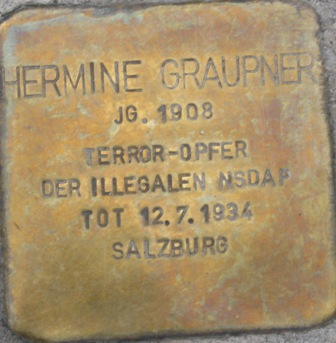 HERMINE GRAUPNER
JG. 1908
TERROR-OPFER
DER ILLEGALEN NSDAP
TOT 12.7.1934
SALZBURG